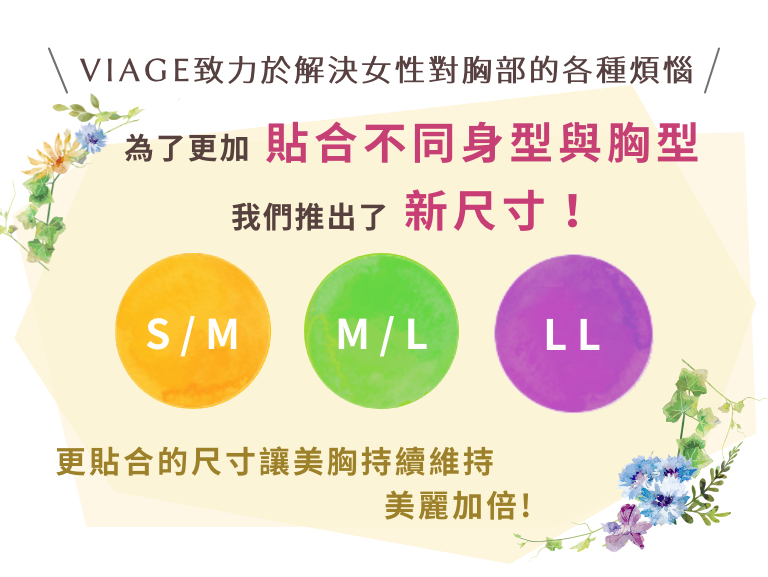 VIAGE致力於解決女性對胸部的各種煩惱
為了更加 貼合不同身型與胸型
我們推出了 新尺寸！
S/M M/L LL
更貼合的尺寸讓美胸持續維持
美麗加倍!